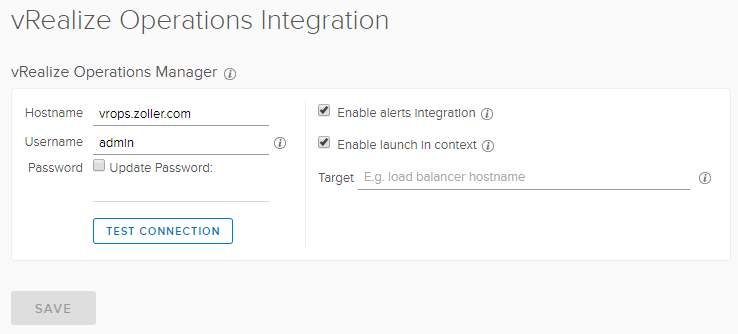 vRealize Operations Integration
vRealize Operations Manager
Hostname vrops.zoller.com
Username admin
Password Update Password:
TEST CONNECTION
Enable alerts integration
Enable launch in context
Target E.g. load balancer hostname
SAVE